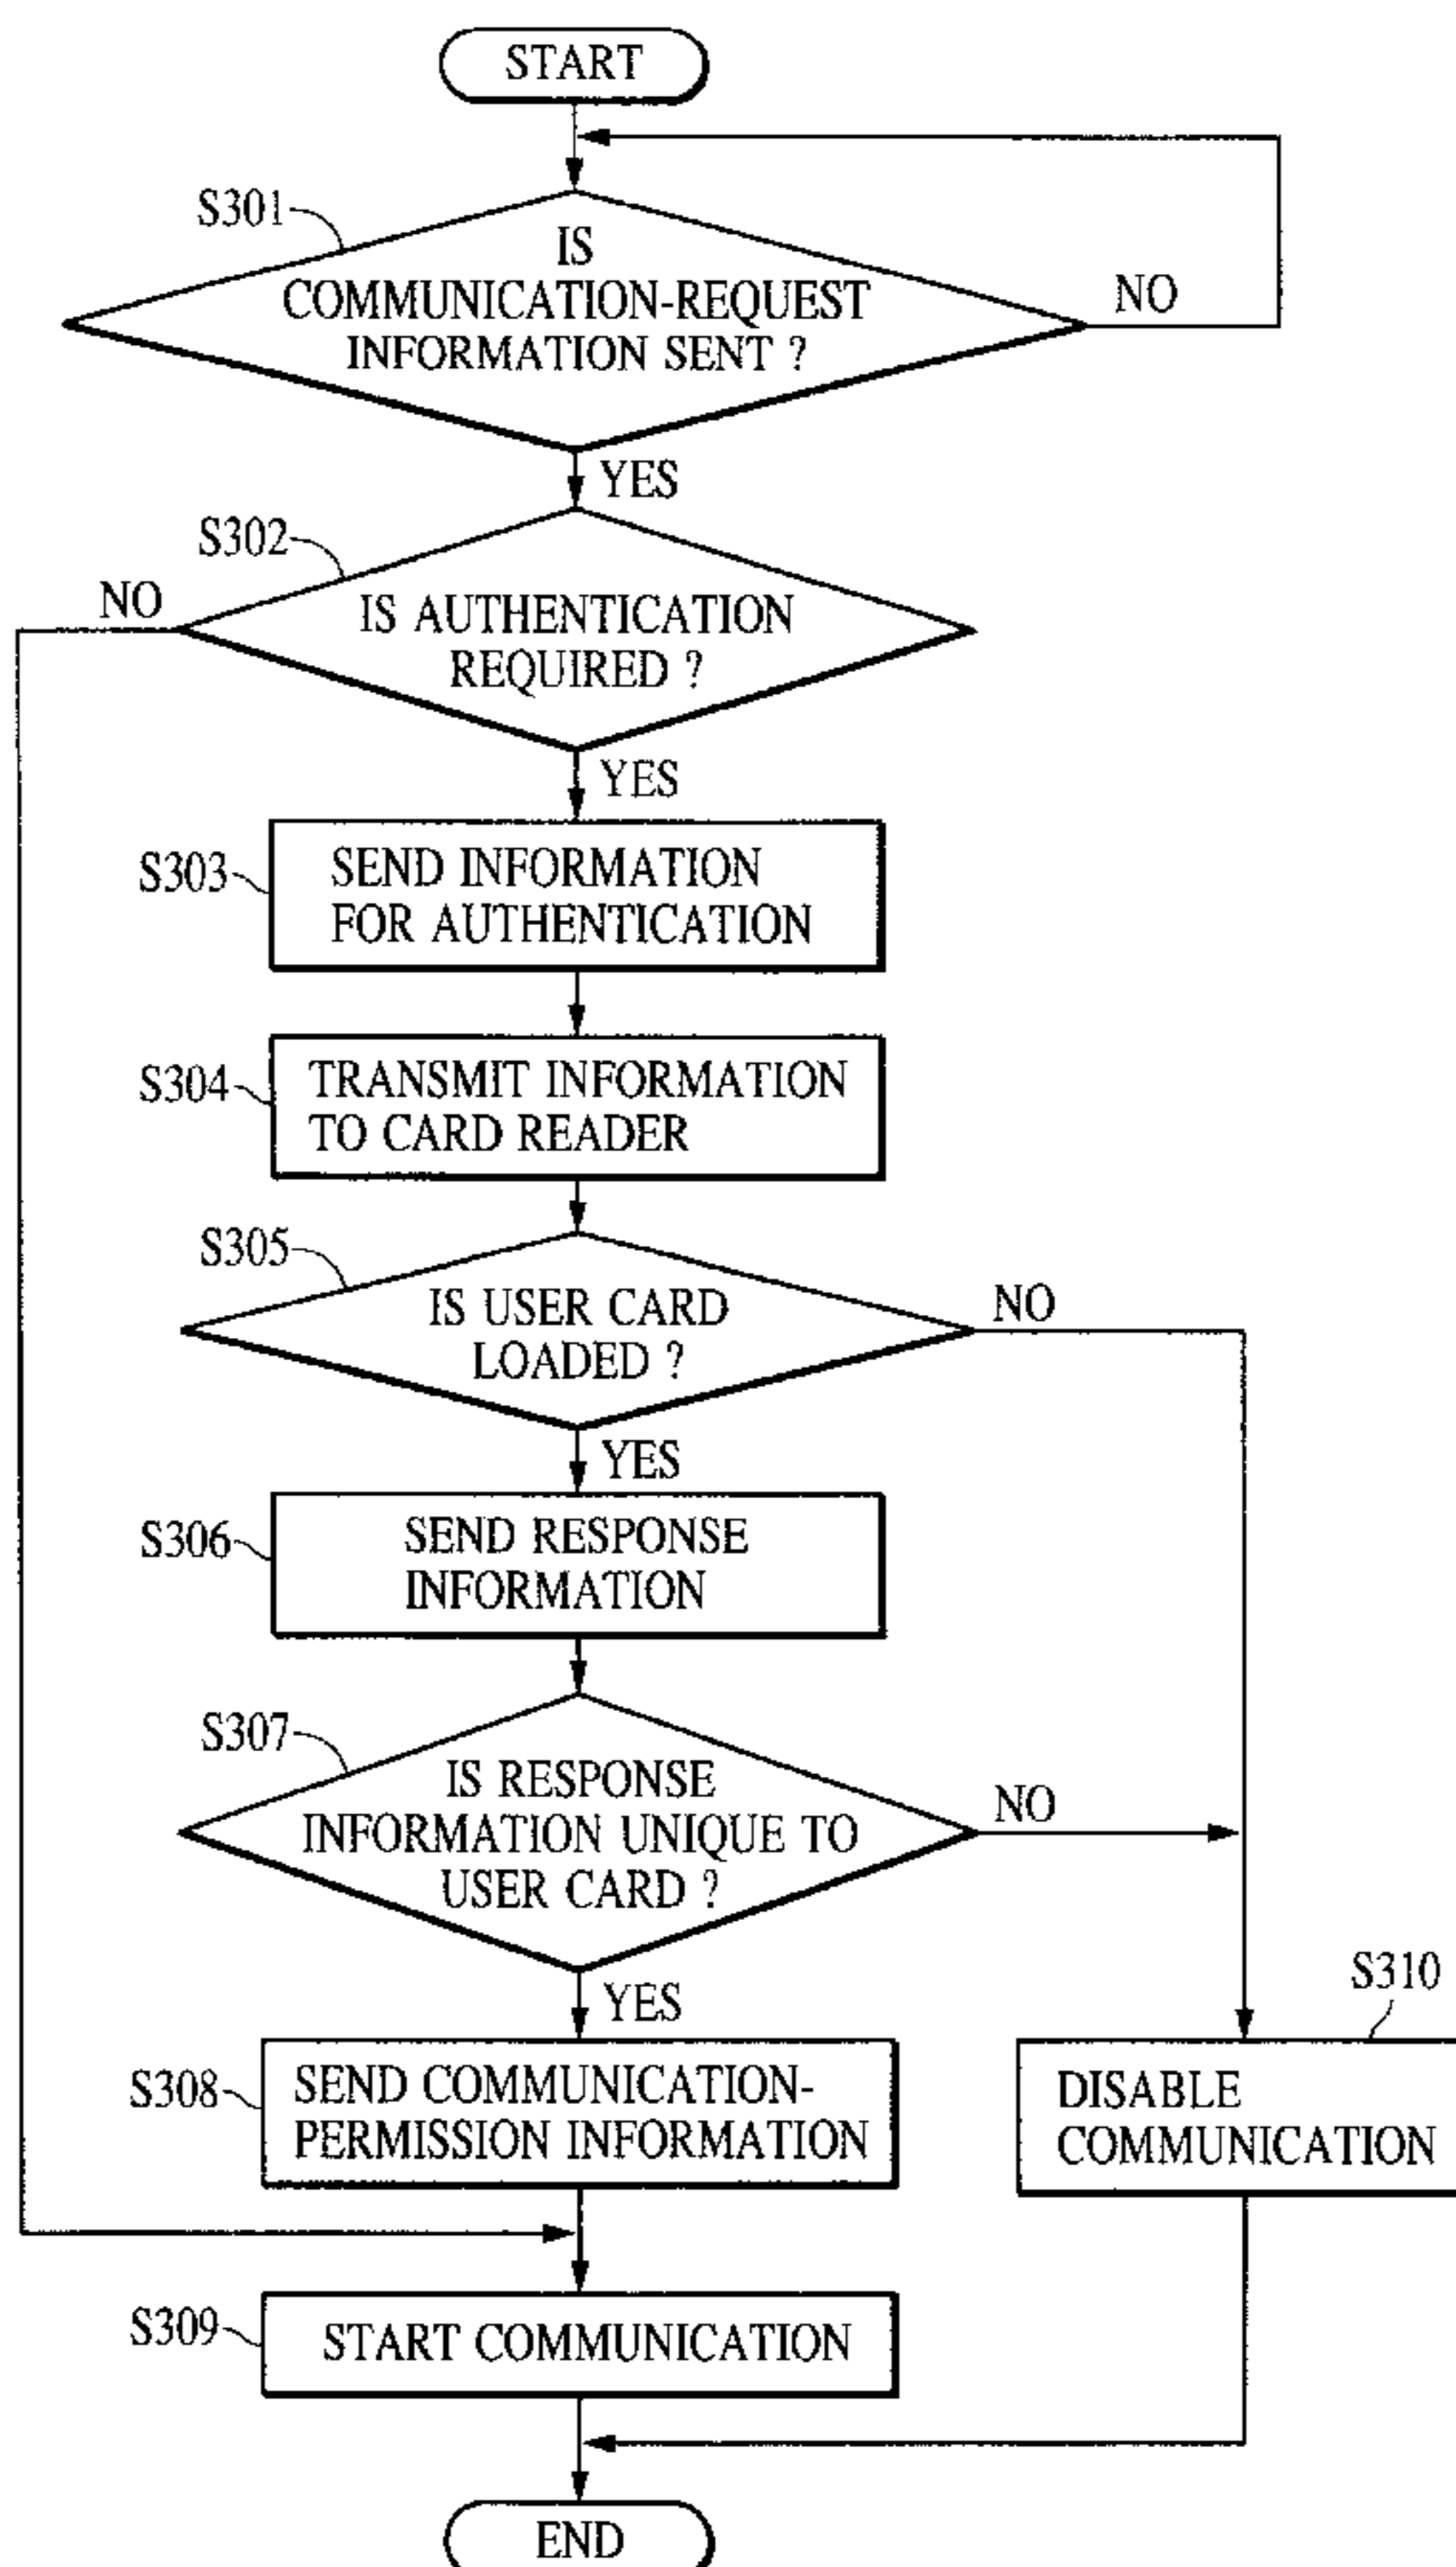 START
S301
IS
COMMUNICATION-REQUEST
INFORMATION SENT ?
NO
YES
S302
NO
IS AUTHENTICATION
REQUIRED ?
YES
S303
SEND INFORMATION
FOR AUTHENTICATION
S304
TRANSMIT INFORMATION
TO CARD READER
S305
IS USER CARD
LOADED ?
NO
YES
S306
SEND RESPONSE
INFORMATION
S307
IS RESPONSE
INFORMATION UNIQUE TO
USER CARD ?
NO
YES
S308
SEND COMMUNICATION-
PERMISSION INFORMATION
S310
DISABLE
COMMUNICATION
S309
START COMMUNICATION
END